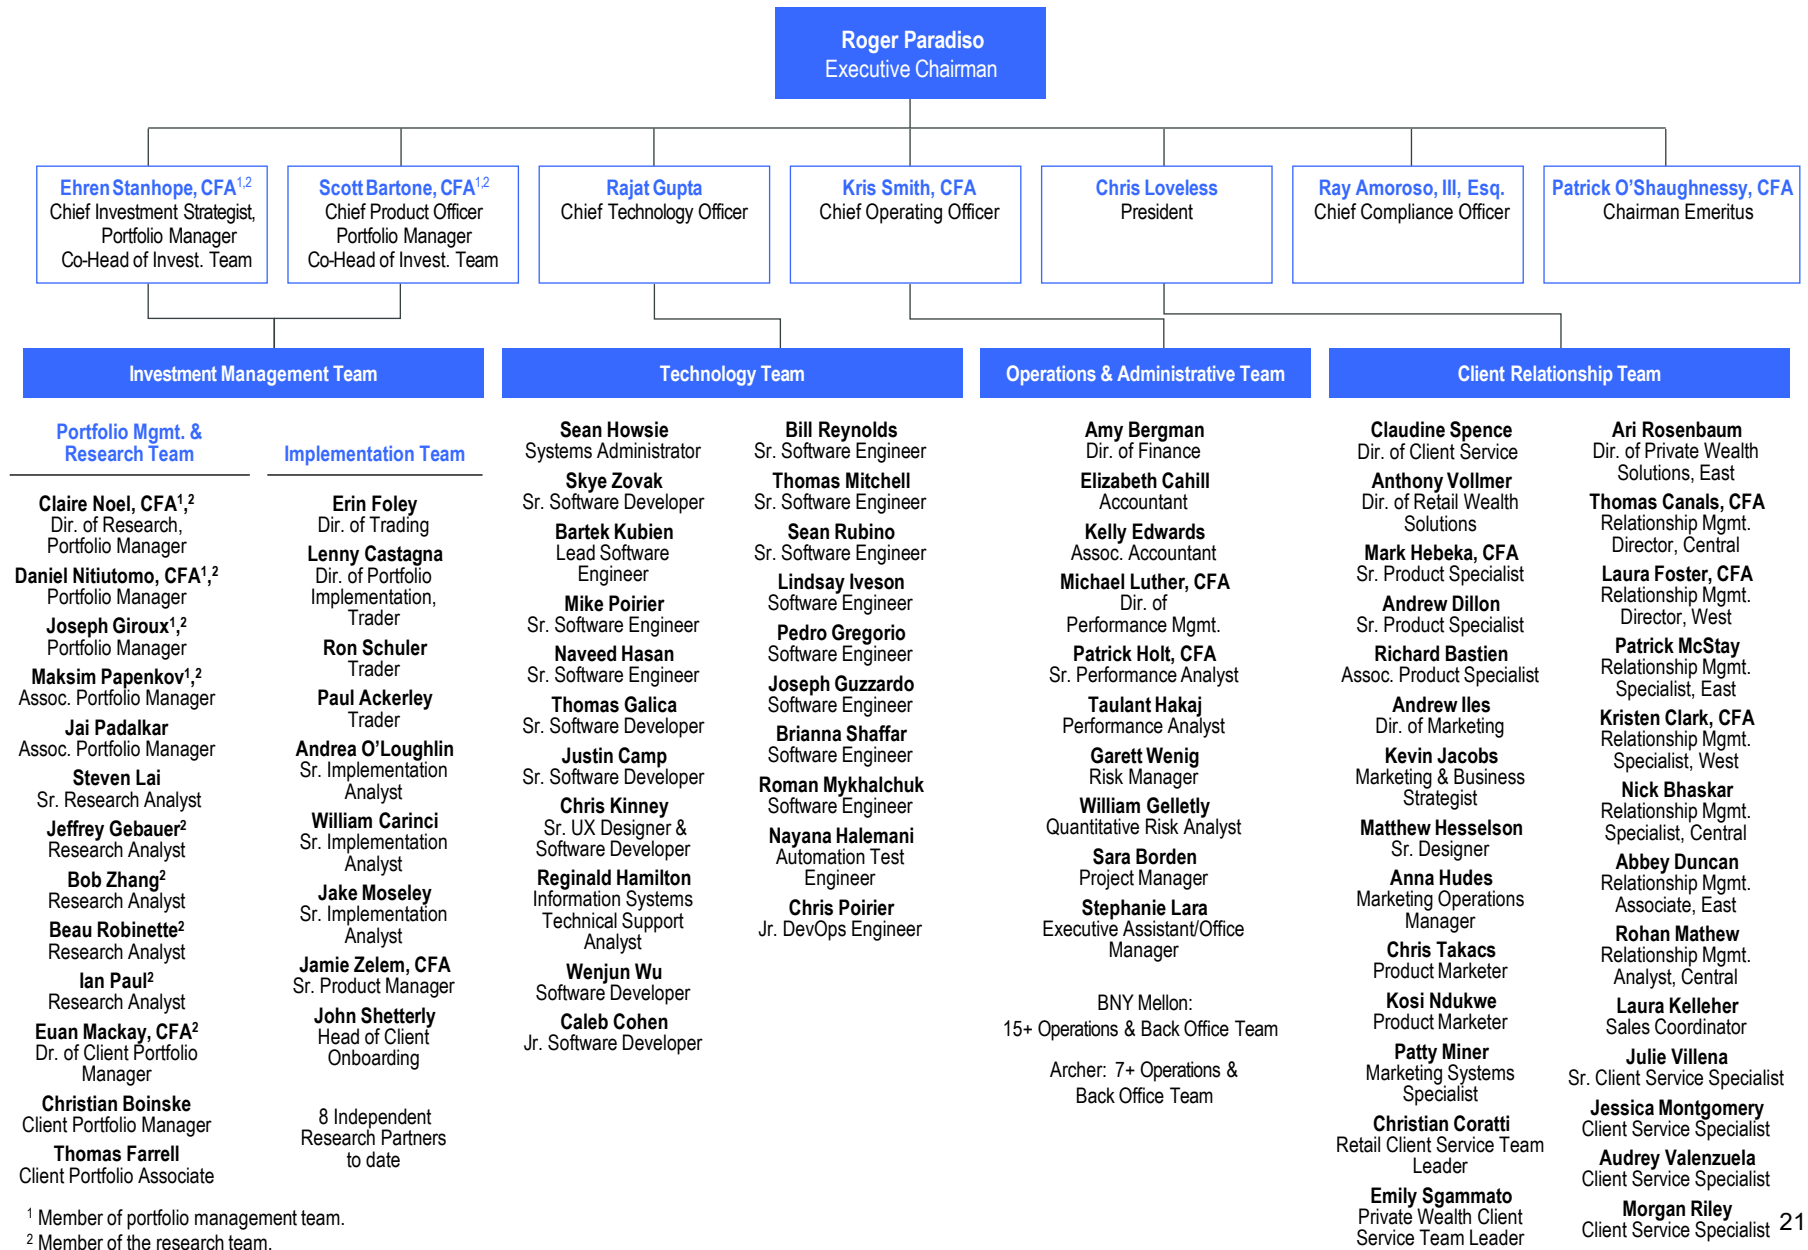 Roger Paradiso
Executive Chairman
Ehren Stanhope, CFA1,2
Chief Investment Strategist,
Portfolio Manager
Co-Head of Invest. Team
Scott Bartone, CFA1,2
Chief Product Officer
Portfolio Manager
Co-Head of Invest. Team
Rajat Gupta
Chief Technology Officer
Kris Smith, CFA
Chief Operating Officer
Chris Loveless
President
Ray Amoroso, III, Esq.
Chief Compliance Officer
Patrick O’Shaughnessy, CFA
Chairman Emeritus
Investment Management Team
Portfolio Mgmt. &
Research Team
Claire Noel, CFA1,2
Dir. of Research,
Portfolio Manager
Daniel Nitiutomo, CFA1,2
Portfolio Manager
Joseph Giroux1,2
Portfolio Manager
Maksim Papenkov1,2
Assoc. Portfolio Manager
Jai Padalkar
Assoc. Portfolio Manager
Steven Lai
Sr. Research Analyst
Jeffrey Gebauer2
Research Analyst
Bob Zhang2
Research Analyst
Beau Robinette2
Research Analyst
Ian Paul2
Research Analyst
Euan Mackay, CFA2
Dr. of Client Portfolio
Manager
Christian Boinske
Client Portfolio Manager
Thomas Farrell
Client Portfolio Associate
Implementation Team
Erin Foley
Dir. of Trading
Lenny Castagna
Dir. of Portfolio
Implementation,
Trader
Ron Schuler
Trader
Paul Ackerley
Trader
Andrea O’Loughlin
Sr. Implementation
Analyst
William Carinci
Sr. Implementation
Analyst
Jake Moseley
Sr. Implementation
Analyst
Jamie Zelem, CFA
Sr. Product Manager
John Shetterly
Head of Client
Onboarding
8 Independent
Research Partners
to date
Technology Team
Sean Howsie
Systems Administrator
Skye Zovak
Sr. Software Developer
Bartek Kubien
Lead Software
Engineer
Mike Poirier
Sr. Software Engineer
Naveed Hasan
Sr. Software Engineer
Thomas Galica
Sr. Software Developer
Justin Camp
Sr. Software Developer
Chris Kinney
Sr. UX Designer &
Software Developer
Reginald Hamilton
Information Systems
Technical Support
Analyst
Wenjun Wu
Software Developer
Caleb Cohen
Jr. Software Developer
Bill Reynolds
Sr. Software Engineer
Thomas Mitchell
Sr. Software Engineer
Sean Rubino
Sr. Software Engineer
Lindsay Iveson
Software Engineer
Pedro Gregorio
Software Engineer
Joseph Guzzardo
Software Engineer
Brianna Shaffar
Software Engineer
Roman Mykhalchuk
Software Engineer
Nayana Halemani
Automation Test
Engineer
Chris Poirier
Jr. DevOps Engineer
Operations & Administrative Team
Amy Bergman
Dir. of Finance
Elizabeth Cahill
Accountant
Kelly Edwards
Assoc. Accountant
Michael Luther, CFA
Dir. of
Performance Mgmt.
Patrick Holt, CFA
Sr. Performance Analyst
Taulant Hakaj
Performance Analyst
Garett Wenig
Risk Manager
William Gelletly
Quantitative Risk Analyst
Sara Borden
Project Manager
Stephanie Lara
Executive Assistant/Office
Manager
BNY Mellon:
15+ Operations & Back Office Team
Archer: 7+ Operations &
Back Office Team
Client Relationship Team
Claudine Spence
Dir. of Client Service
Anthony Vollmer
Dir. of Retail Wealth
Solutions
Mark Hebeka, CFA
Sr. Product Specialist
Andrew Dillon
Sr. Product Specialist
Richard Bastien
Assoc. Product Specialist
Andrew Iles
Dir. of Marketing
Kevin Jacobs
Marketing & Business
Strategist
Matthew Hesselson
Sr. Designer
Anna Hudes
Marketing Operations
Manager
Chris Takacs
Product Marketer
Kosi Ndukwe
Product Marketer
Patty Miner
Marketing Systems
Specialist
Christian Coratti
Retail Client Service Team
Leader
Emily Sgammato
Private Wealth Client
Service Team Leader
Ari Rosenbaum
Dir. of Private Wealth
Solutions, East
Thomas Canals, CFA
Relationship Mgmt.
Director, Central
Laura Foster, CFA
Relationship Mgmt.
Director, West
Patrick McStay
Relationship Mgmt.
Specialist, East
Kristen Clark, CFA
Relationship Mgmt.
Specialist, West
Nick Bhaskar
Relationship Mgmt.
Specialist, Central
Abbey Duncan
Relationship Mgmt.
Associate, East
Rohan Mathew
Relationship Mgmt.
Analyst, Central
Laura Kelleher
Sales Coordinator
Julie Villena
Sr. Client Service Specialist
Jessica Montgomery
Client Service Specialist
Audrey Valenzuela
Client Service Specialist
Morgan Riley
Client Service Specialist
1 Member of portfolio management team.
2 Member of the research team.
21